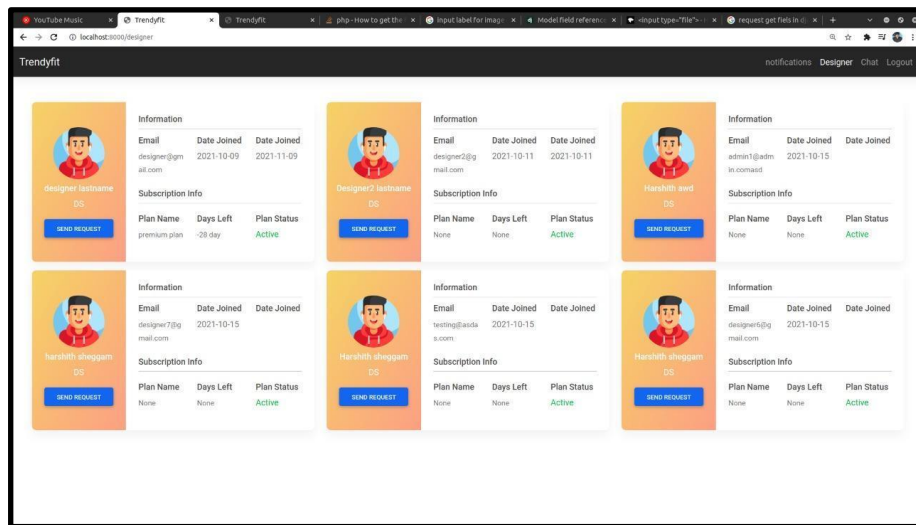 YouTube Music
Trendyfit
Trendyfit
php - How to get the
Input label for image
Model field reference
<input type="file"> -
request get fiels in dj
localhost:8000/designer
Trendyfit
notifications Designer Chat Logout
Information
Email Date Joined Date Joined
designer@gm 2021-10-09 2021-11-09
ail.com
designer lastname
DS
Subscription Info
Plan Name Days Left Plan Status
SEND REQUEST
premium plan -28 day Active
Information
Email Date Joined Date Joined
designer2@g 2021-10-11 2021-10-11
mail.com
Designer2 lastname
DS
Subscription Info
Plan Name Days Left Plan Status
SEND REQUEST
None None Active
Information
Email Date Joined Date Joined
admin1@adm 2021-10-15
in.comasd
Harshith awd
DS
Subscription Info
Plan Name Days Left Plan Status
SEND REQUEST
None None Active
Information
Email Date Joined Date Joined
designer7@g 2021-10-15
mail.com
harshith sheggam
DS
Subscription Info
Plan Name Days Left Plan Status
SEND REQUEST
None None Active
Information
Email Date Joined Date Joined
testing@asda 2021-10-15
s.com
Harshith sheggam
DS
Subscription Info
Plan Name Days Left Plan Status
SEND REQUEST
None None Active
Information
Email Date Joined Date Joined
designer6@g 2021-10-15
mail.com
Harshith sheggam
DS
Subscription Info
Plan Name Days Left Plan Status
SEND REQUEST
None None Active